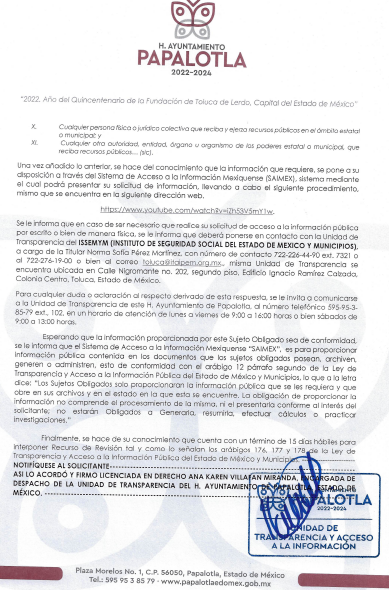 H. AYUNTAMIENTO
PAPALOTLA
2022-2024
"2022. Año del Quincentenario de la Fundación de Toluca de Lerdo, Capital del Estado de México"
X. Cualquier persona física o jurídica colectiva que reciba y ejerza recursos públicos en el ámbito estatal
o municipal; y
XI. Cualquier otra autoridad, entidad, órgano u organismo de los poderes estatal o municipal, que
reciba recursos públicos... (sic).
Una vez añadido lo anterior, se hace del conocimiento que la información que requiere, se pone a su
disposición a través del Sistema de Acceso a la Información Mexiquense (SAIMEX), sistema mediante
el cual podrá presentar su solicitud de información, llevando a cabo el siguiente procedimiento,
mismo que se encuentra en la siguiente dirección web.
Se le informa que en caso de ser necesario que realice su solicitud de acceso a la información pública
por escrito o bien de manera física, se le informa que deberá ponerse en contacto con la Unidad de
Transparencia del ISSEMYM (INSTITUTO DE SEGURIDAD SOCIAL DEL ESTADO DE MEXICO Y MUNICIPIOS),
a cargo de la Titular Norma Sofía Pérez Martínez, con número de contacto 722-226-44-90 ext. 7321 o
al 722-276-19-00 o bien al correo misma Unidad de Transparencia se
encuentra ubicada en Calle Nigromante no. 202, segundo piso, Edificio Ignacio Ramírez Calzada,
Colonia Centro, Toluca, Estado de México.
Para cualquier duda o aclaración al respecto derivado de esta respuesta, se le invita a comunicarse
a la Unidad de Transparencia de este H. Ayuntamiento de Papalotla, al número telefónico 595-95-3-
85-79 ext., 102, en un horario de atención de lunes a viernes de 9:00 a 16:00 horas o bien sábados de
9:00 a 13:00 horas.
Esperando que la información proporcionada por este Sujeto Obligado sea de conformidad,
se le informa que el Sistema de Acceso a la Información Mexiquense "SAIMEX", es para proporcionar
información pública contenida en los documentos que los sujetos obligados posean, archiven,
generen o administren, esto de conformidad con el arábigo 12 párrafo segundo de la Ley de
Transparencia y Acceso a la Información Pública del Estado de México y Municipios, lo que a la letra
dice: "Los Sujetos Obligados solo proporcionaran la información pública que se les requiera y que
obre en sus archivos y en el estado en la que esta se encuentre. La obligación de proporcionar la
información no comprende el procesamiento de la misma, ni el presentarla conforme al interés del
solicitante; no estarán Obligados a Generarla, resumirla, efectuar cálculos o practicar
investigaciones."
Finalmente, se hace de su conocimiento que cuenta con un término de 15 días hábiles para
interponer Recurso de Revisión tal y como lo señalan los arábigos 176, 177 y 178 de la Ley de
Transparencia y Acceso a la Información Pública del Estado de México y Municipios.
NOTIFÍQUESE AL SOLICITANTE
ASI LO ACORDÓ Y FIRMO LICENCIADA EN DERECHO ANA KAREN VILLAFAN MIRANDA, ENCARGADA DE
DESPACHO DE LA UNIDAD DE TRANSPARENCIA DEL H. AYUNTAMIENTO DE PAPALOTLA, ESTADO DE
MÉXICO.
PAPALOTLA
2022-2024
UNIDAD DE
TRANSPARENCIA Y ACCESO
A LA INFORMACIÓN
Plaza Morelos No. 1, C.P. 56050, Papalotla, Estado de México
Tel.: 595 95 3 85 79 · www.papalotlaedomex.gob.mx